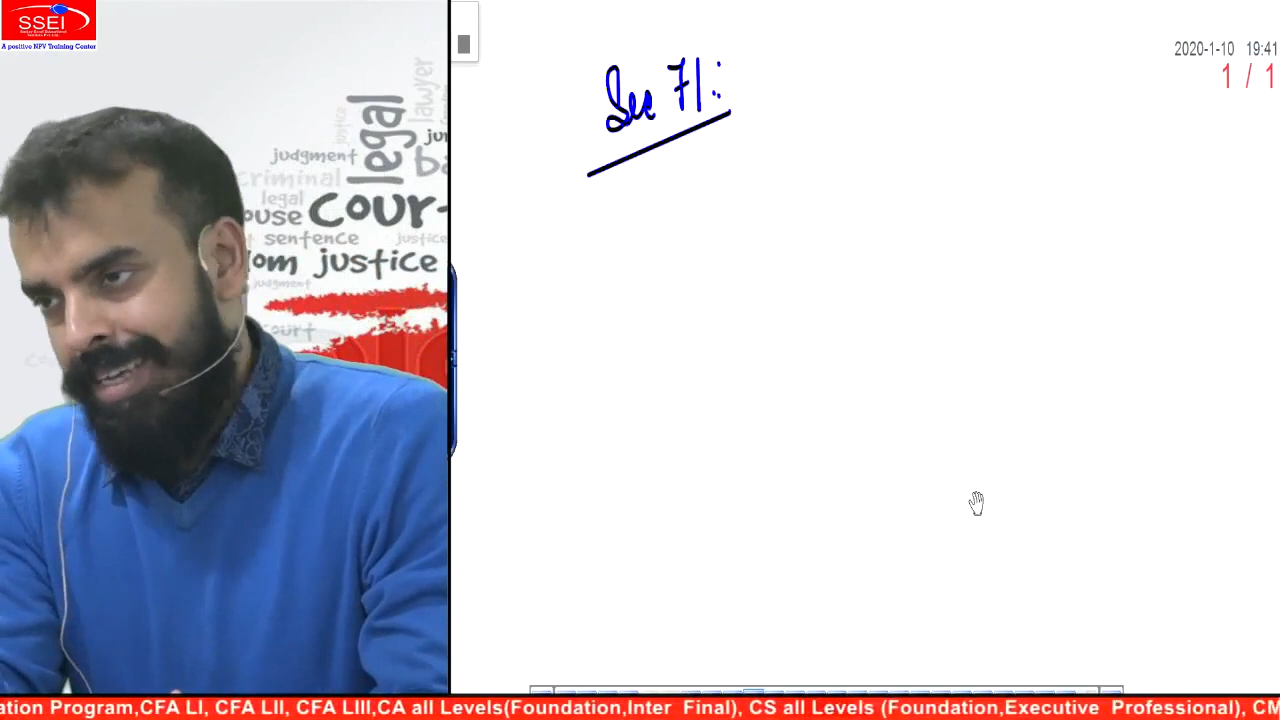 SSEI
A positive NPV Training Center
2020-1-10 19:41
1 / 1
Sec 71:
lawyer
legal
justice
judgment
criminal
legal
ouse cour
sentence justice
om justice
judgment
court
ation Program,CFA LI, CFA LII, CFA LIII,CA all Levels(Foundation,Inter Final), CS all Levels (Foundation,Executive Professional), CM